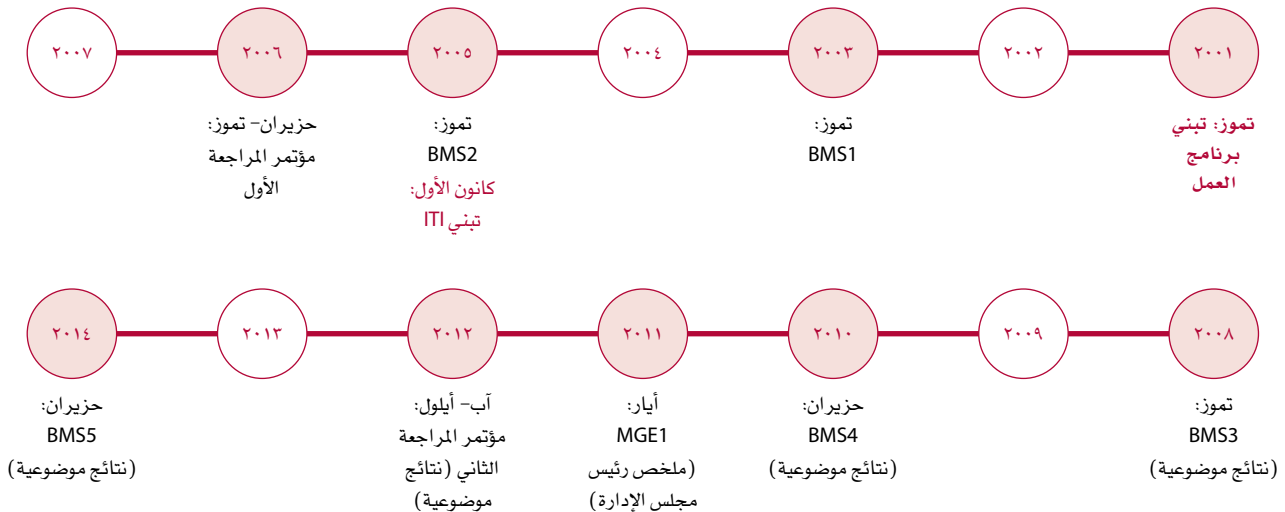 ٢٠٠١
تموز: تبني
برنامج
العمل
٢٠٠٢
٢٠٠٣
تموز:
BMS1
٢٠٠٤
٢٠٠٥
تموز:
BMS2
كانون الأول:
تبني ITI
٢٠٠٦
حزيران- تموز:
مؤتمر المراجعة
الأول
٢٠٠٧
٢٠٠٨
تموز:
BMS3
(نتائج موضوعية)
٢٠٠٩
٢٠١٠
حزيران:
BMS4
(نتائج موضوعية)
٢٠١١
أيار:
MGE1
(ملخص رئيس
مجلس الإدارة)
٢٠١٢
آب- أيلول:
مؤتمر المراجعة
الثاني (نتائج
موضوعية)
٢٠١٣
٢٠١٤
حزيران:
BMS5
(نتائج موضوعية)